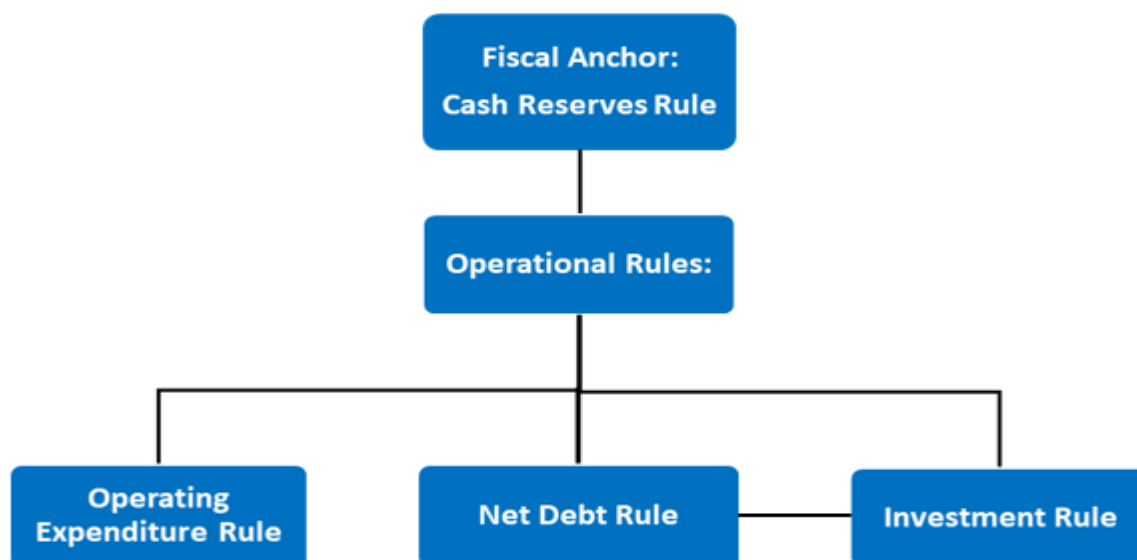 Fiscal Anchor:
Cash Reserves Rule
Operational Rules:
Operating
Expenditure Rule
Net Debt Rule
Investment Rule